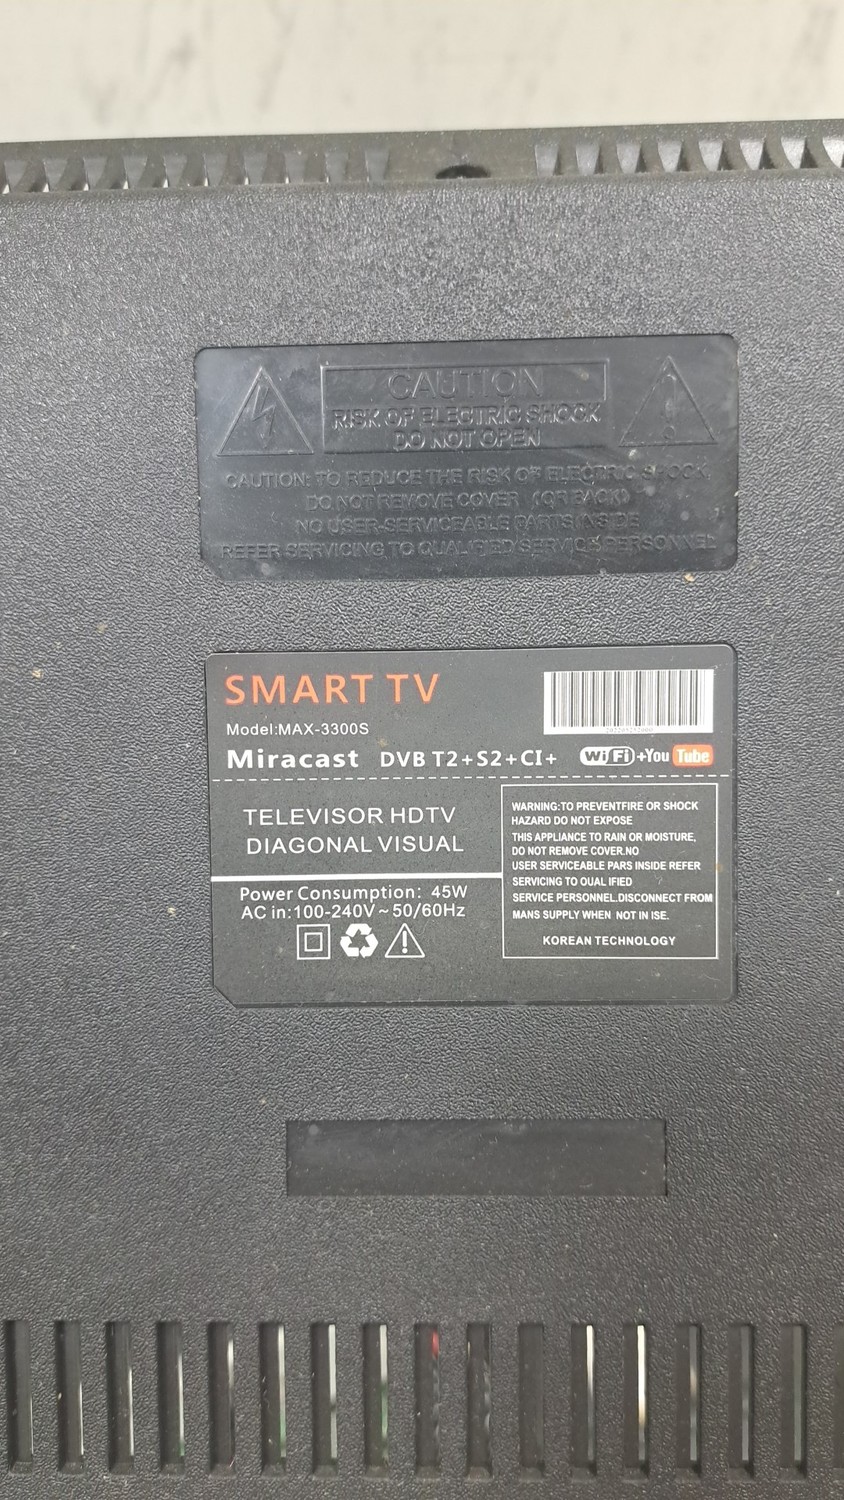 CAUTION
RISK OF ELECTRIC SHOCK
DO NOT OPEN
CAUTION: TO REDUCE THE RISK OF ELECTRIC SHOCK,
DO NOT REMOVE COVER (OR BACK)
NO USER-SERVICEABLE PARTS INSIDE
REFER SERVICING TO QUALIFIED SERVICE PERSONNEL
SMART TV
Model:MAX-3300S
Miracast DVB T2+S2+CI+ WiFi+YouTube
TELEVISOR HDTV
DIAGONAL VISUAL
Power Consumption: 45W
AC in:100-240V~50/60Hz
WARNING:TO PREVENTFIRE OR SHOCK
HAZARD DO NOT EXPOSE
THIS APPLIANCE TO RAIN OR MOISTURE,
DO NOT REMOVE COVER.NO
USER SERVICEABLE PARS INSIDE REFER
SERVICING TO OUAL IFIED
SERVICE PERSONNEL.DISCONNECT FROM
MANS SUPPLY WHEN NOT IN ISE.
KOREAN TECHNOLOGY